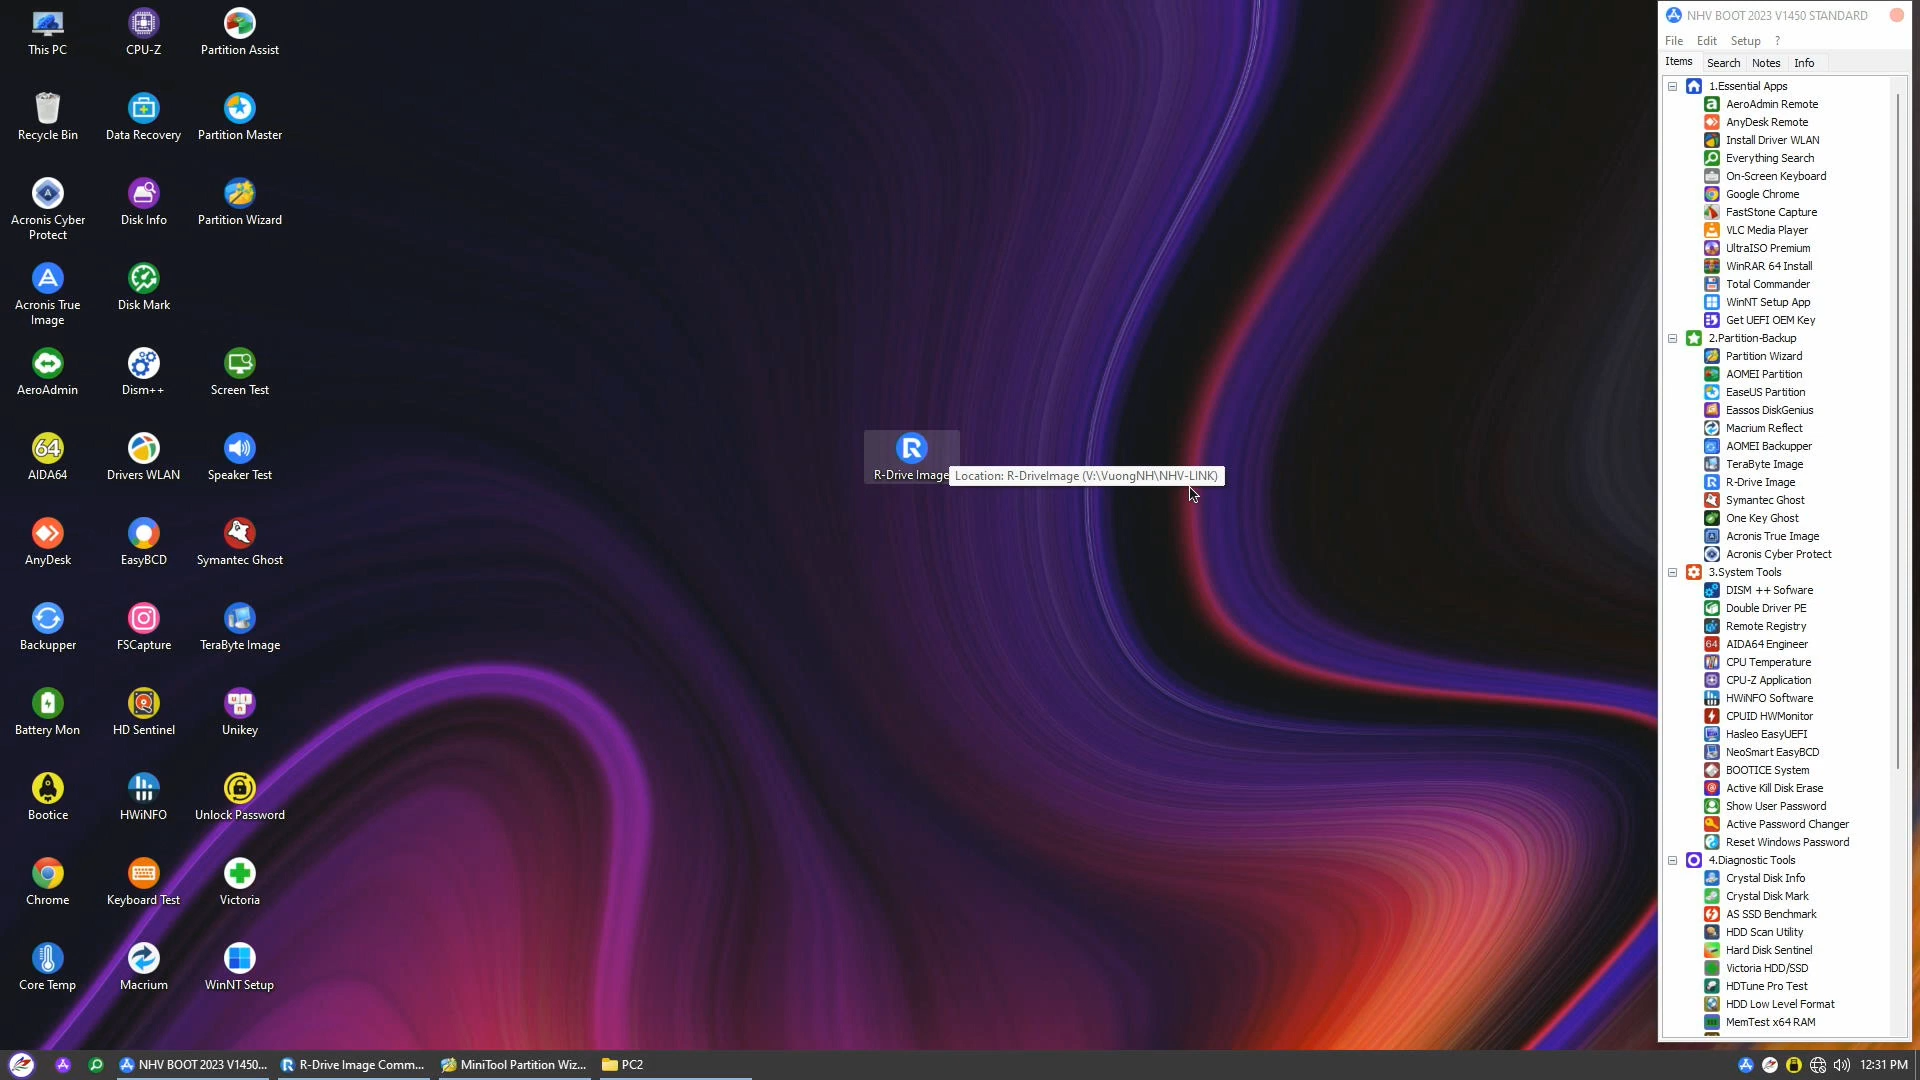 This PC
CPU-Z
Partition Assist
Recycle Bin
Data Recovery
Partition Master
Acronis Cyber
Protect
Disk Info
Partition Wizard
Acronis True
Image
Disk Mark
AeroAdmin
Dism++
Screen Test
64
AIDA64
Drivers WLAN
Speaker Test
AnyDesk
EasyBCD
Symantec Ghost
Backupper
FSCapture
TeraByte Image
Battery Mon
HD Sentinel
Unikey
Bootice
HWiNFO
Unlock Password
Chrome
Keyboard Test
Victoria
Core Temp
Macrium
WinNT Setup
R-Drive Image
Location: R-DriveImage (V:\VuongNH\NHV-LINK)
NHV BOOT 2023 V1450 STANDARD
File Edit Setup ?
Items Search Notes Info
1.Essential Apps
AeroAdmin Remote
AnyDesk Remote
Install Driver WLAN
Everything Search
On-Screen Keyboard
Google Chrome
FastStone Capture
VLC Media Player
UltraISO Premium
WinRAR 64 Install
Total Commander
WinNT Setup App
Get UEFI OEM Key
2.Partition-Backup
Partition Wizard
AOMEI Partition
EaseUS Partition
Eassos DiskGenius
Macrium Reflect
AOMEI Backupper
TeraByte Image
R-Drive Image
Symantec Ghost
One Key Ghost
Acronis True Image
Acronis Cyber Protect
3.System Tools
DISM ++ Sofware
Double Driver PE
Remote Registry
AIDA64 Engineer
CPU Temperature
CPU-Z Application
HWiNFO Software
CPUID HWMonitor
Hasleo EasyUEFI
NeoSmart EasyBCD
BOOTICE System
Active Kill Disk Erase
Show User Password
Active Password Changer
Reset Windows Password
4.Diagnostic Tools
Crystal Disk Info
Crystal Disk Mark
AS SSD Benchmark
HDD Scan Utility
Hard Disk Sentinel
Victoria HDD/SSD
HDTune Pro Test
HDD Low Level Format
MemTest x64 RAM
NHV BOOT 2023 V1450...
R-Drive Image Comm...
MiniTool Partition Wiz...
PC2
12:31 PM